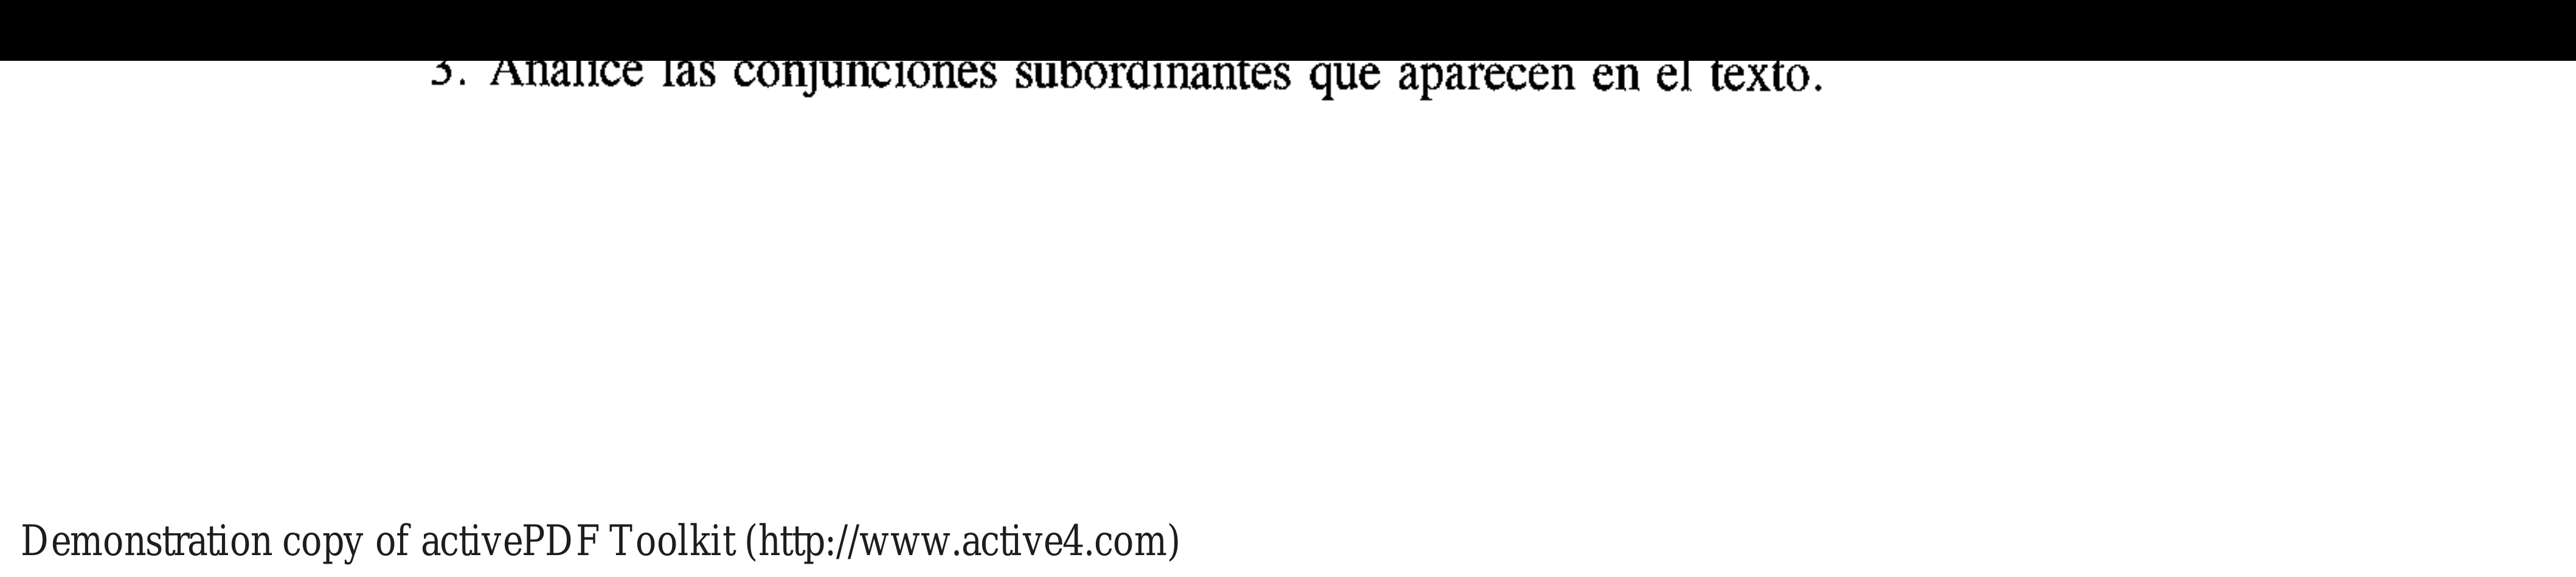 3. Analice las conjunciones subordinantes que aparecen en el texto.
Demonstration copy of activePDF Toolkit (http://www.active4.com)